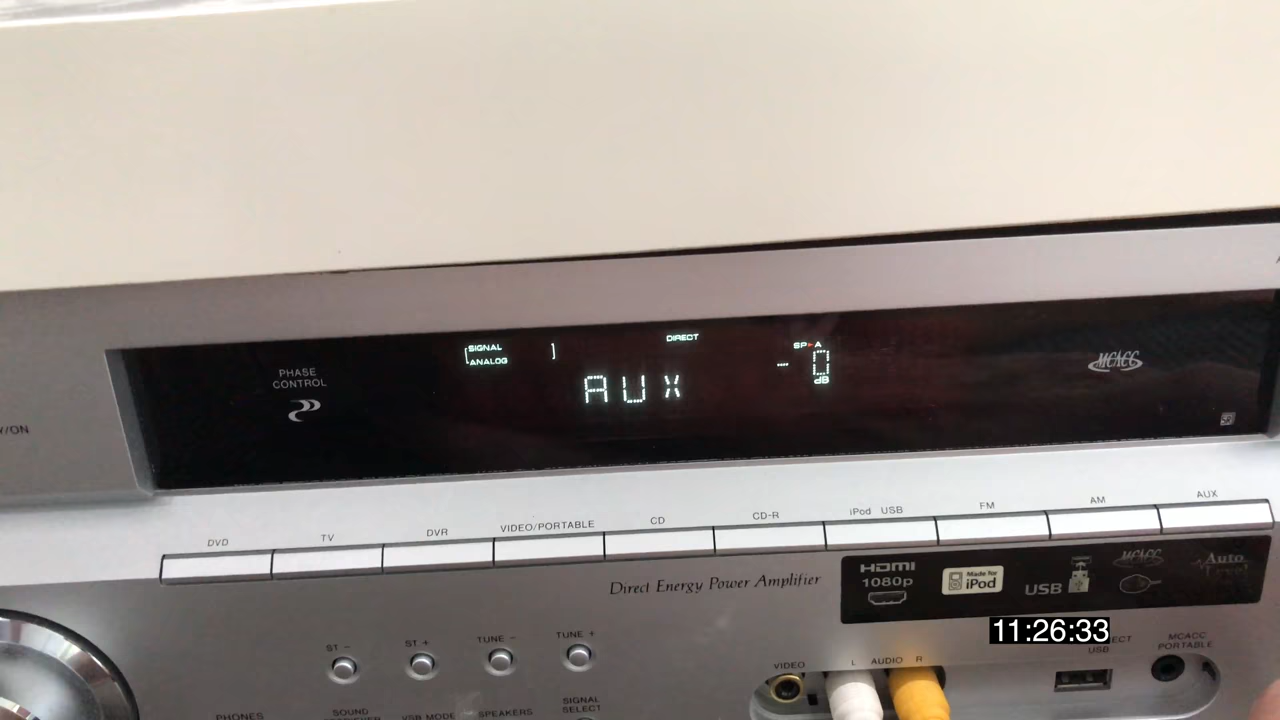 SIGNAL
ANALOG
DIRECT
SP►A
-0
dB
AUX
PHASE
CONTROL
MCACC
Y/ON
DVD
TV
DVR
VIDEO/PORTABLE
CD
CD-R
iPod USB
FM
AM
AUX
Direct Energy Power Amplifier
HDMI
1080p
Made for
iPod
USB
MCACC
Auto
11:26:33
ST −
ST +
TUNE −
TUNE +
VIDEO
L AUDIO R
USB
MCACC
PORTABLE
PHONES
SOUND
SPEAKERS
SIGNAL
SELECT